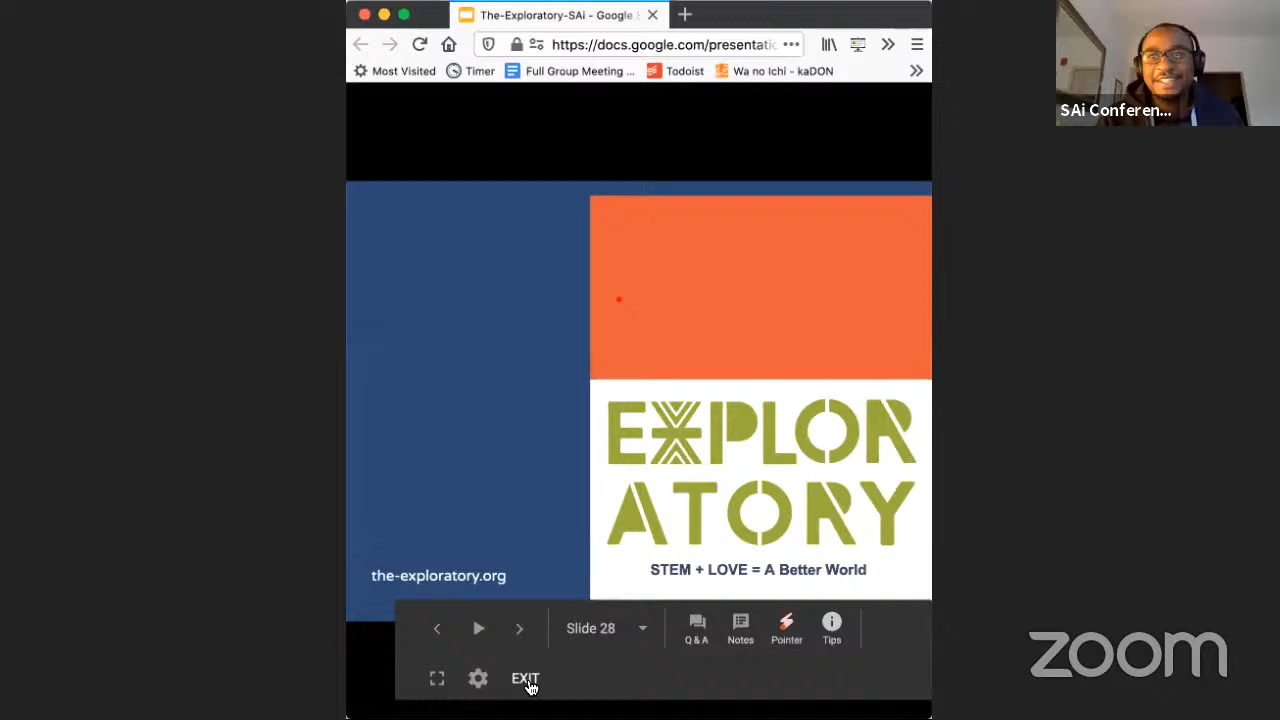 The-Exploratory-SAi - Google S
https://docs.google.com/presentatic
Most Visited Timer Full Group Meeting ... Todoist Wa no Ichi - kaDON
SAi Conferen...
EXPLOR
ATORY
STEM + LOVE = A Better World
the-exploratory.org
Slide 28
Q & A Notes Pointer Tips
EXIT
zoom